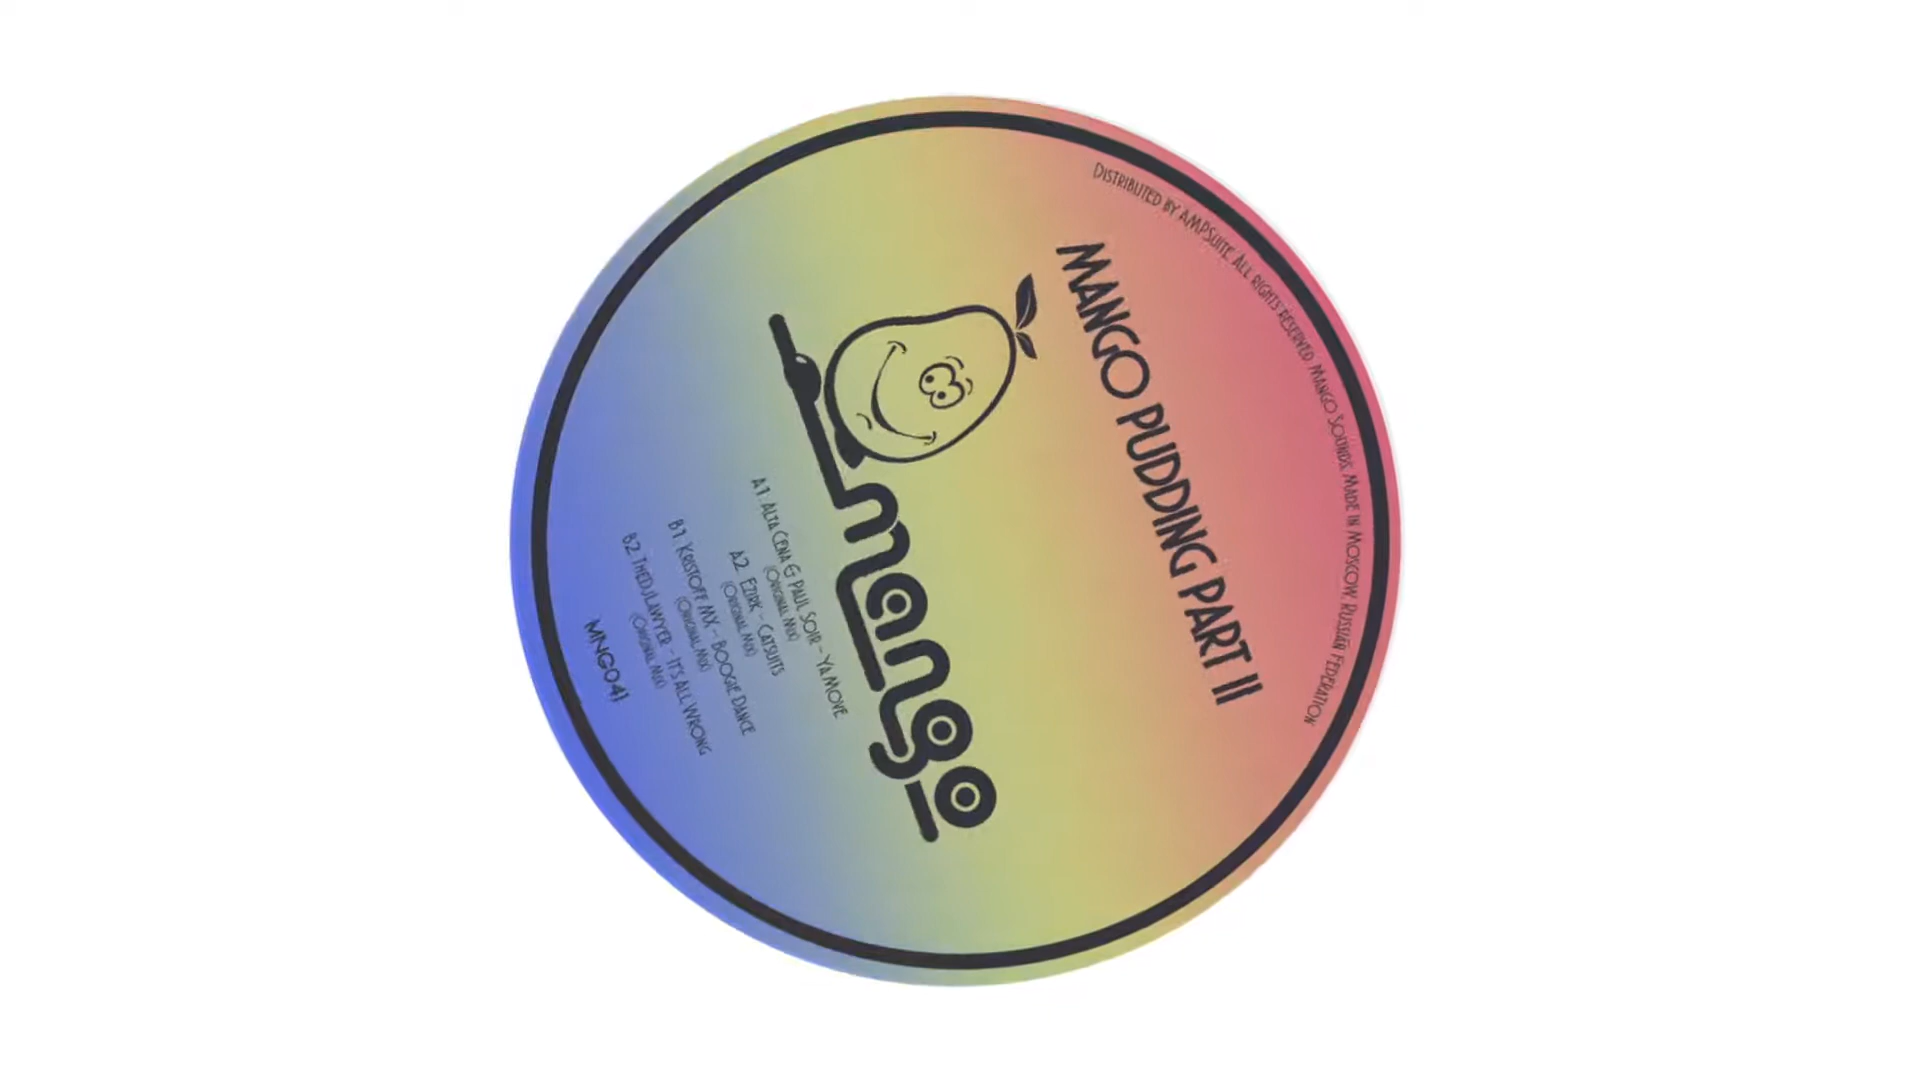 Distributed by AMPSuite. All rights reserved. Mango Sounds. Made in Moscow, Russian Federation
MANGO PUDDING PART II
mango
A1. Alta Cena & Paul Soir - Ya Move
(Original Mix)
A2. Ezirk - Catsuits
(Original Mix)
B1. Kristoff MX - Boogie Dance
(Original Mix)
B2. TheDJLawyer - It's All Wrong
(Original Mix)
MNG041